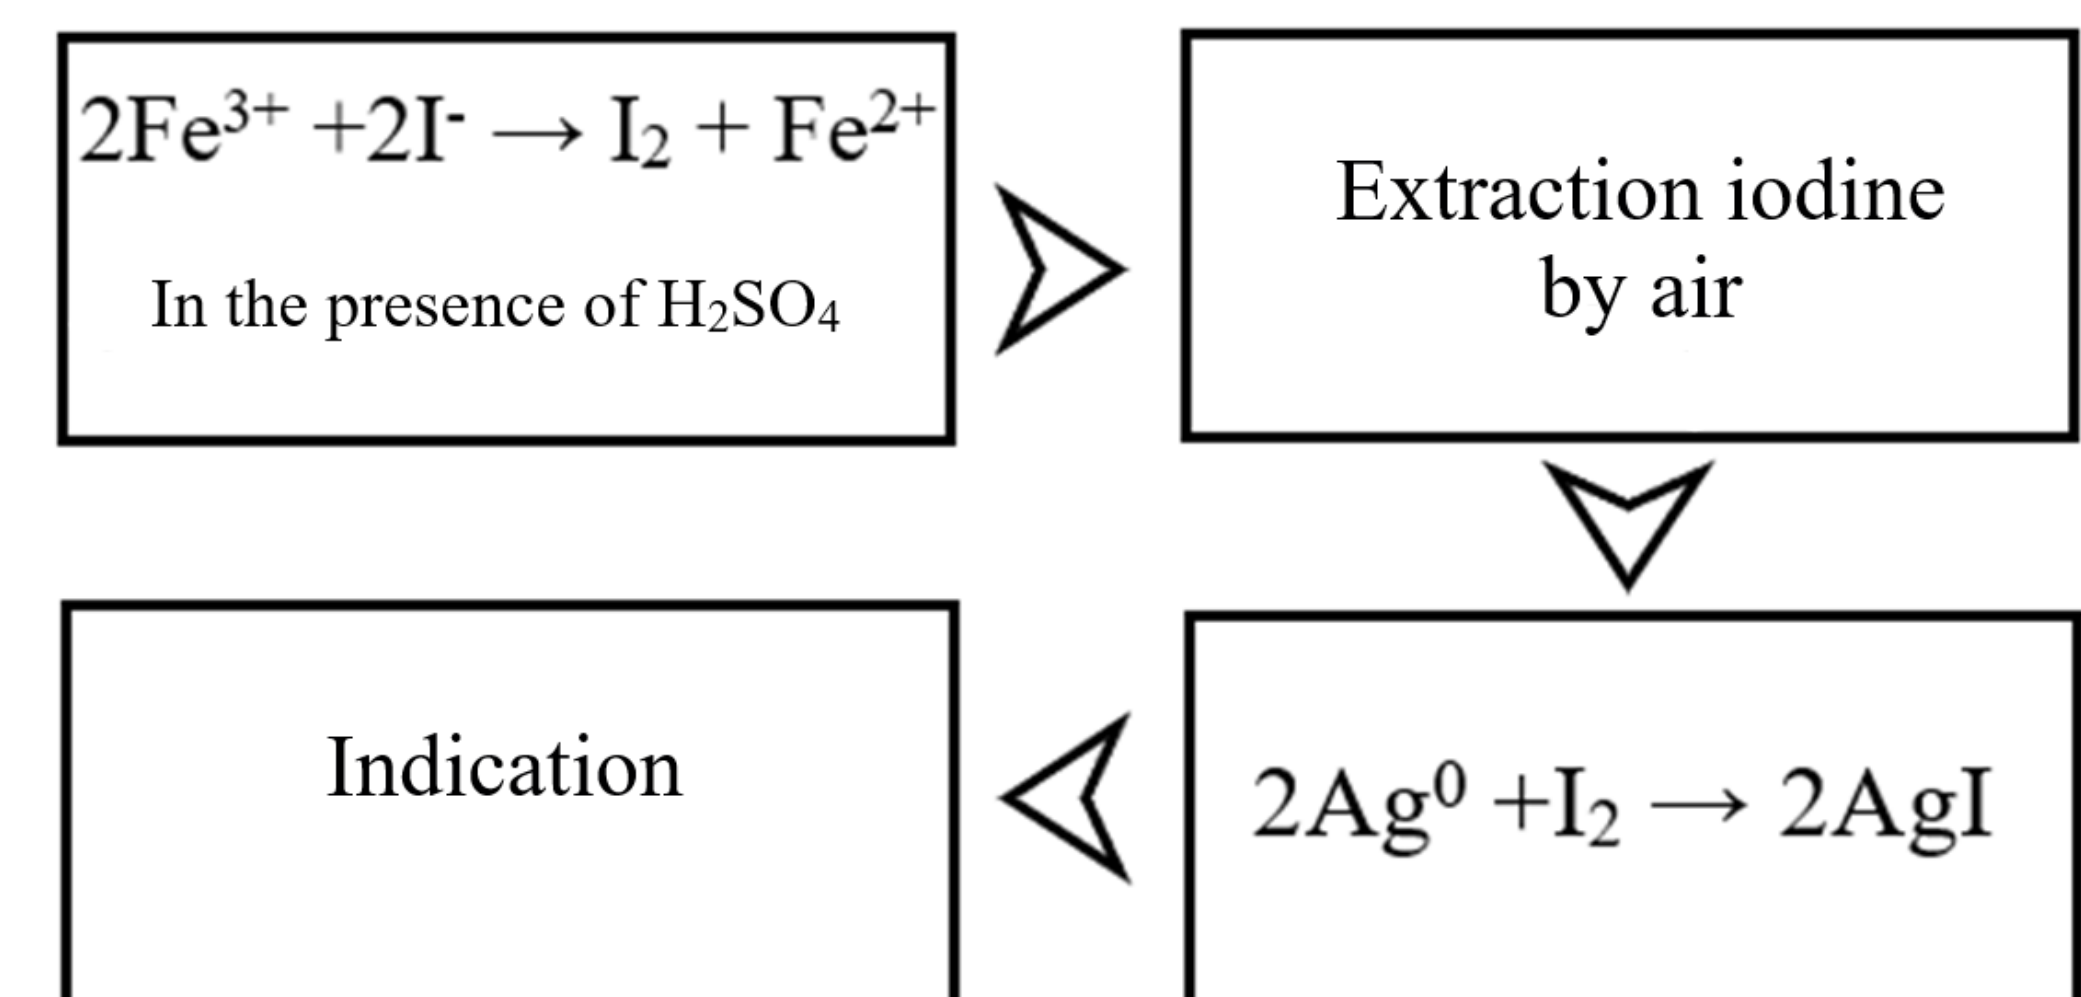 2Fe³⁺ +2I⁻ → I₂ + Fe²⁺
In the presence of H₂SO₄
Extraction iodine
by air
2Ag⁰ +I₂ → 2AgI
Indication